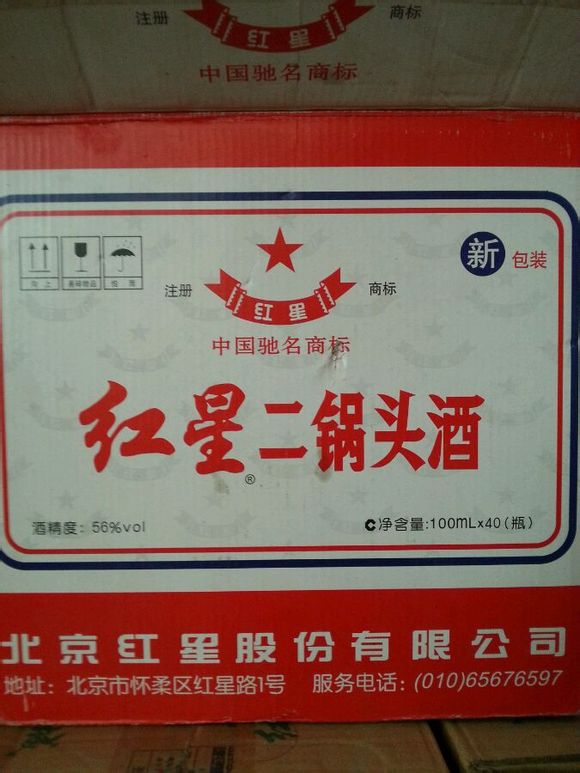 注册 红星 商标
中国驰名商标
新 包装
向上 易碎物品 怕雨
注册 红星 商标
中国驰名商标
红星二锅头酒
®
酒精度: 56%vol
C净含量:100mL×40(瓶)
北京红星股份有限公司
地址: 北京市怀柔区红星路1号 服务电话: (010)65676597